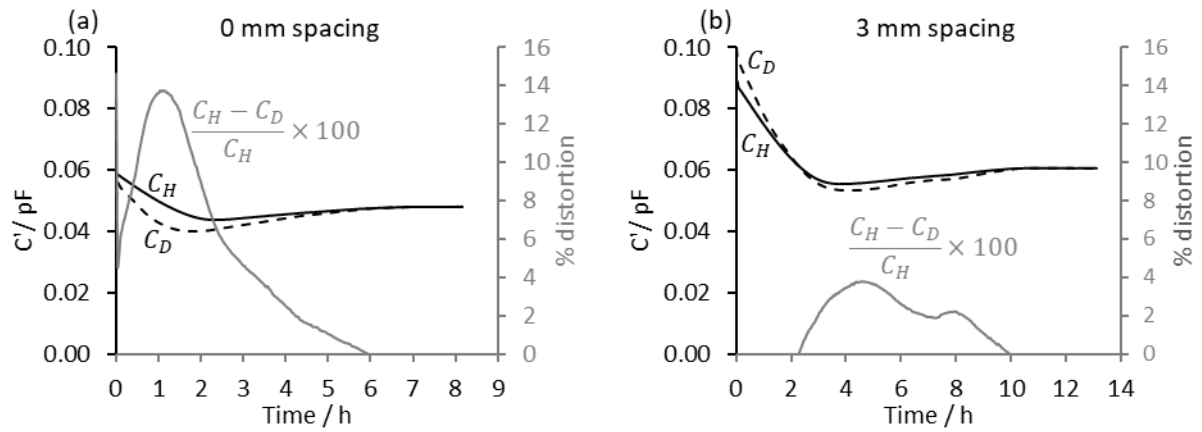 (a) 0 mm spacing
0.10
0.08
0.06
0.04
0.02
0.00
C'/ pF
C_H
C_D
(C_H − C_D)/C_H × 100
16
14
12
10
8
6
4
2
0
% distortion
0 1 2 3 4 5 6 7 8 9
Time / h
(b) 3 mm spacing
0.10
0.08
0.06
0.04
0.02
0.00
C'/ pF
C_D
C_H
(C_H − C_D)/C_H × 100
16
14
12
10
8
6
4
2
0
% distortion
0 2 4 6 8 10 12 14
Time / h